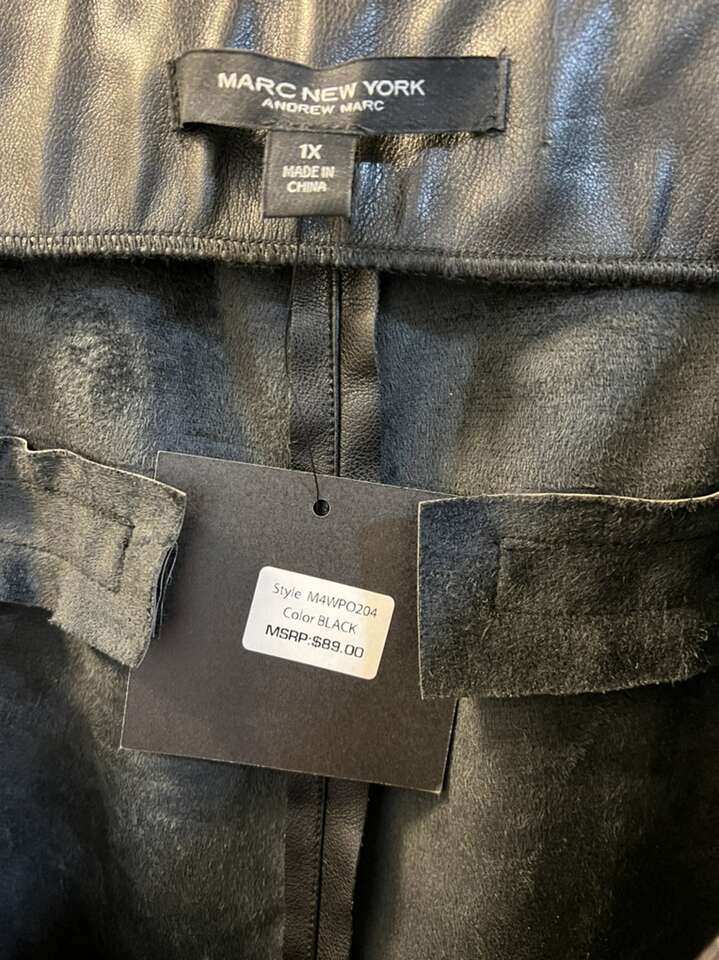 MARC NEW YORK
ANDREW MARC
1X
MADE IN
CHINA
Style M4WPO204
Color BLACK
MSRP:$89.00